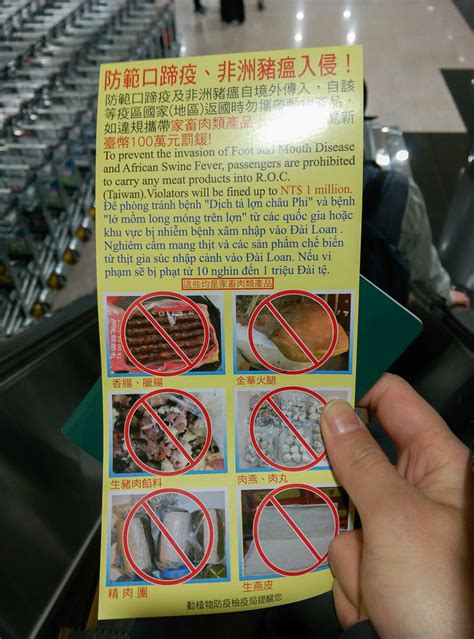 防範口蹄疫、非洲豬瘟入侵！
防範口蹄疫及非洲豬瘟自境外傳入，自該
等疫區國家(地區)返國時勿攜帶
如違規攜帶家畜肉類產品
臺幣100萬元罰鍰!
To prevent the invasion of Foot and Mouth Disease
and African Swine Fever, passengers are prohibited
to carry any meat products into R.O.C.
(Taiwan).Violators will be fined up to NT$ 1 million.
Để phòng tránh bệnh "Dịch tả lợn châu Phi" và bệnh
"lở mồm long móng trên lợn" từ các quốc gia hoặc
khu vực bị nhiễm bệnh xâm nhập vào Đài Loan .
Nghiêm cấm mang thịt và các sản phẩm chế biến
từ thịt gia súc nhập cảnh vào Đài Loan. Nếu vi
phạm sẽ bị phạt từ 10 nghìn đến 1 triệu Đài tệ.
這些均是家畜肉類產品
香腸、臘腸
金華火腿
生豬肉餡料
肉燕、肉丸
精肉團
生燕皮
動植物防疫檢疫局提醒您